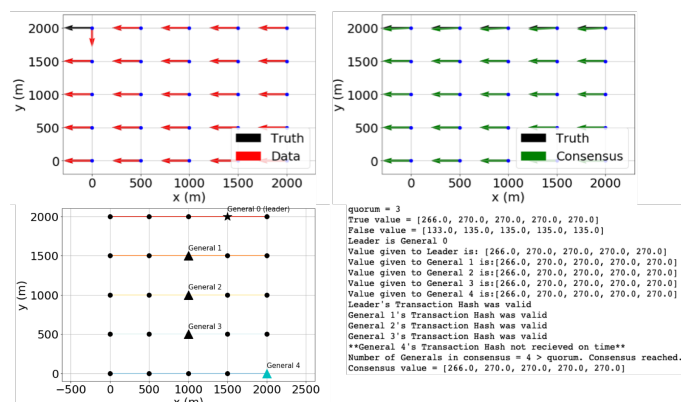 2000
1500
1000
500
0
y (m)
0 500 1000 1500 2000
x (m)
Truth
Data
2000
1500
1000
500
0
y (m)
0 500 1000 1500 2000
x (m)
Truth
Consensus
2000
1500
1000
500
0
y (m)
General 0 (leader)
General 1
General 2
General 3
General 4
−500 0 500 1000 1500 2000 2500
x (m)
quorum = 3
True value = [266.0, 270.0, 270.0, 270.0, 270.0]
False value = [133.0, 135.0, 135.0, 135.0, 135.0]
Leader is General 0
Value given to Leader is: [266.0, 270.0, 270.0, 270.0, 270.0]
Value given to General 1 is:[266.0, 270.0, 270.0, 270.0, 270.0]
Value given to General 2 is:[266.0, 270.0, 270.0, 270.0, 270.0]
Value given to General 3 is:[266.0, 270.0, 270.0, 270.0, 270.0]
Value given to General 4 is:[266.0, 270.0, 270.0, 270.0, 270.0]
Leader's Transaction Hash was valid
General 1's Transaction Hash was valid
General 2's Transaction Hash was valid
General 3's Transaction Hash was valid
**General 4's Transaction Hash not recieved on time**
Number of Generals in consensus = 4 > quorum. Consensus reached.
Consensus value = [266.0, 270.0, 270.0, 270.0, 270.0]